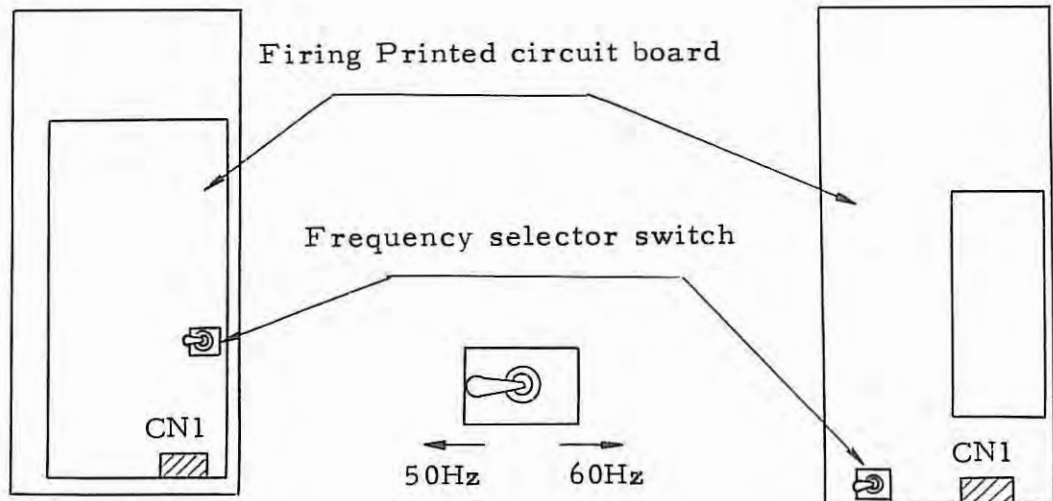 Firing Printed circuit board
Frequency selector switch
CN1
50Hz
60Hz
CN1